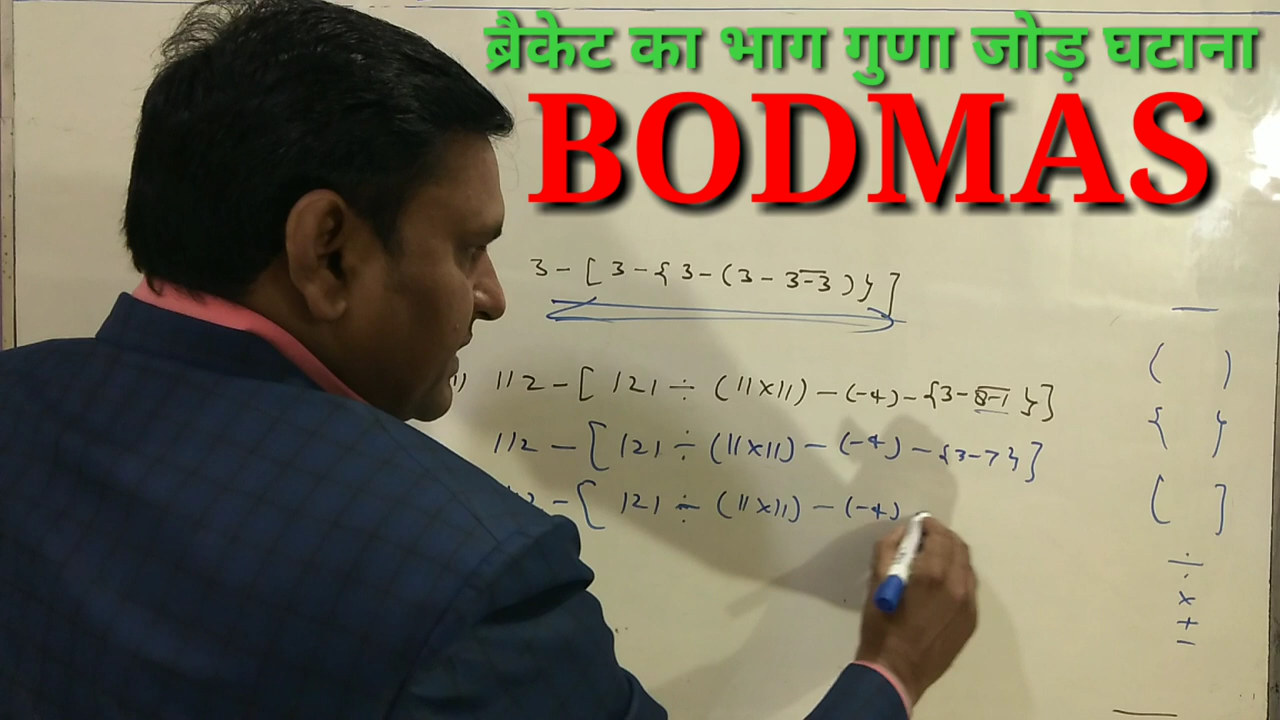 ब्रैकेट का भाग गुणा जोड़ घटाना
BODMAS
3 - [ 3 - { 3 - ( 3 - 3̅-̅3̅ ) } ]
112 - [ 121 ÷ (11×11) - (-4) - {3 - 8̅-̅1̅ } ]
112 - [ 121 ÷ (11×11) - (-4) - {3-7} ]
2 - [ 121 ÷ (11×11) - (-4)
—
( )
{ }
[ ]
÷
×
+
-